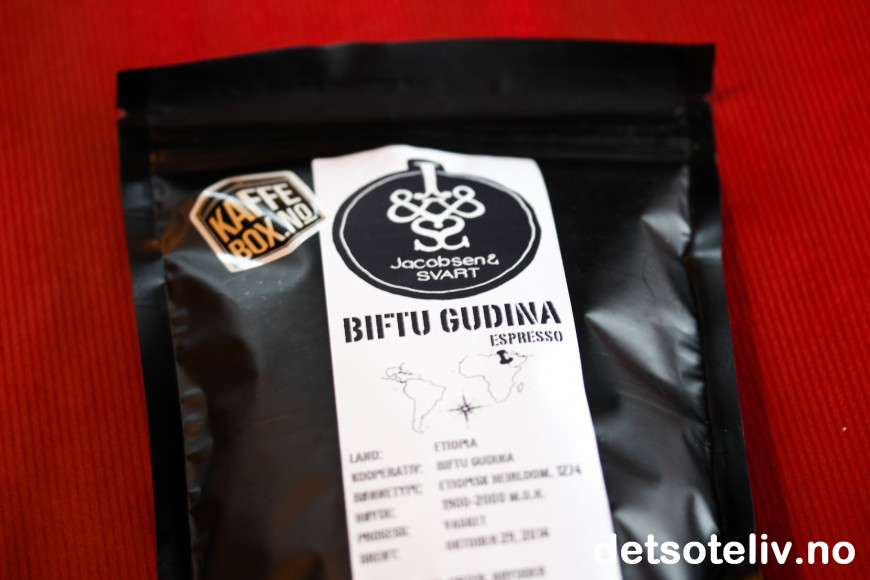 KAFFE
BOX.NO
Jacobsen &
SVART
BIFTU GUDINA
ESPRESSO
LAND: ETIOPIA
KOOPERATIV: BIFTU GUDINA
BØNNETYPE: ETIOPISK HEIRLOOM, 1274
HØYDE: 1900-2000 M.O.H.
PROSESS: VASKET
BRENT: OKTOBER 29, 2014
detsoteliv.no